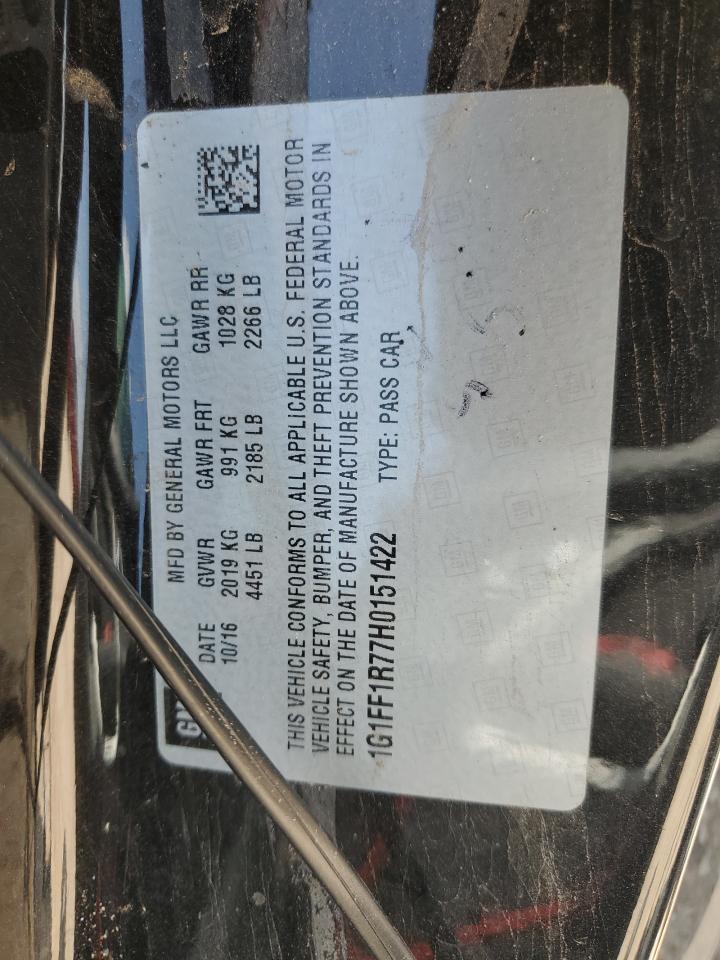 MFD BY GENERAL MOTORS LLC
DATE GVWR GAWR FRT GAWR RR
10/16 2019 KG 991 KG 1028 KG
4451 LB 2185 LB 2266 LB
THIS VEHICLE CONFORMS TO ALL APPLICABLE U.S. FEDERAL MOTOR
VEHICLE SAFETY, BUMPER, AND THEFT PREVENTION STANDARDS IN
EFFECT ON THE DATE OF MANUFACTURE SHOWN ABOVE.
1G1FF1R77H0151422 TYPE: PASS CAR